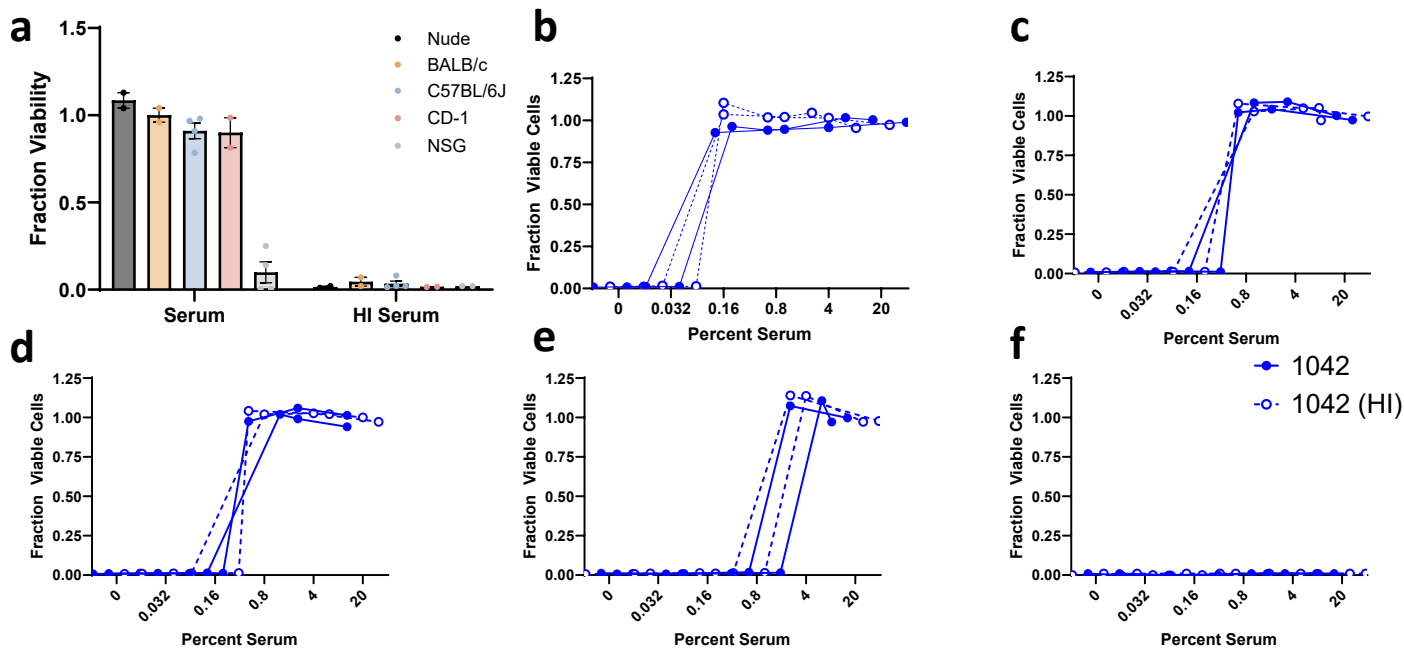 a
1.5
1.0
0.5
0.0
Fraction Viability
Serum
HI Serum
Nude
BALB/c
C57BL/6J
CD-1
NSG
b
1.25
1.00
0.75
0.50
0.25
0.00
Fraction Viable Cells
0
0.032
0.16
0.8
4
20
Percent Serum
c
1.25
1.00
0.75
0.50
0.25
0.00
Fraction Viable Cells
0
0.032
0.16
0.8
4
20
Percent Serum
d
1.25
1.00
0.75
0.50
0.25
0.00
Fraction Viable Cells
0
0.032
0.16
0.8
4
20
Percent Serum
e
1.25
1.00
0.75
0.50
0.25
0.00
Fraction Viable Cells
0
0.032
0.16
0.8
4
20
Percent Serum
f
1.25
1.00
0.75
0.50
0.25
0.00
Fraction Viable Cells
0
0.032
0.16
0.8
4
20
Percent Serum
1042
1042 (HI)